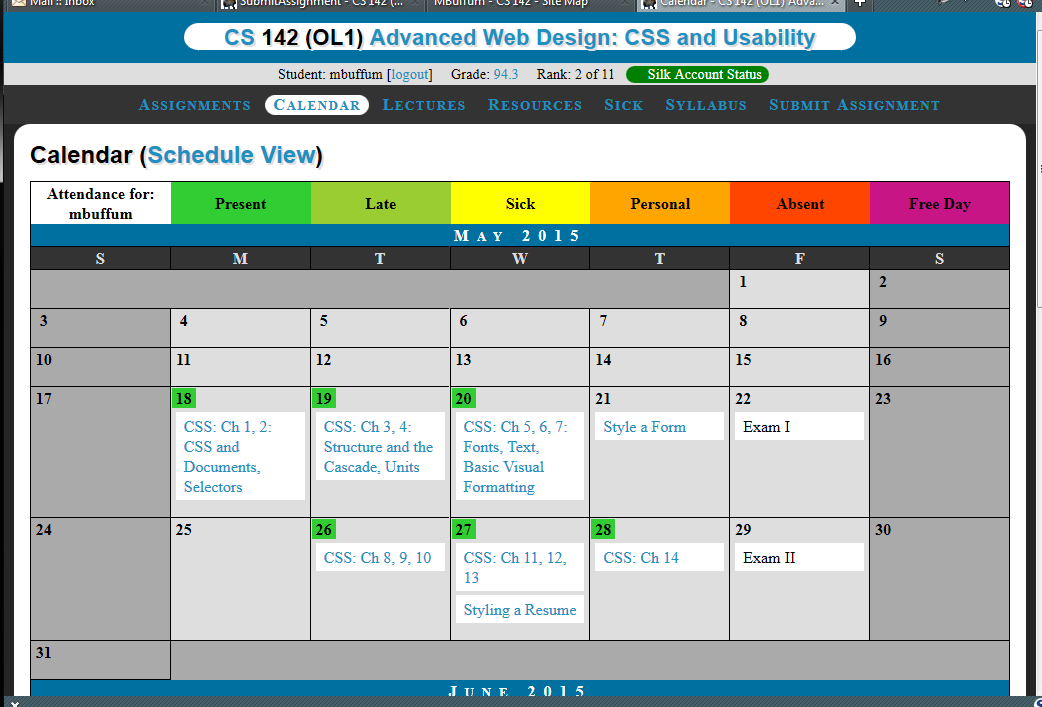 Mail :: Inbox
SubmitAssignment - CS 142 (...
MBuffum - CS 142 - Site Map
Calendar - CS 142 (OL1) Adva...
CS 142 (OL1) Advanced Web Design: CSS and Usability
Student: mbuffum [logout] Grade: 94.3 Rank: 2 of 11 Silk Account Status
Assignments Calendar Lectures Resources Sick Syllabus Submit Assignment
Calendar (Schedule View)
Attendance for:
mbuffum
Present Late Sick Personal Absent Free Day
May 2015
S M T W T F S
1 2
3 4 5 6 7 8 9
10 11 12 13 14 15 16
17
18
CSS: Ch 1, 2:
CSS and
Documents,
Selectors
19
CSS: Ch 3, 4:
Structure and the
Cascade, Units
20
CSS: Ch 5, 6, 7:
Fonts, Text,
Basic Visual
Formatting
21
Style a Form
22
Exam I
23
24
25
26
CSS: Ch 8, 9, 10
27
CSS: Ch 11, 12,
13
Styling a Resume
28
CSS: Ch 14
29
Exam II
30
31
June 2015